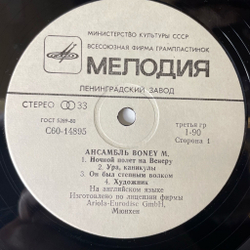 МИНИСТЕРСТВО КУЛЬТУРЫ СССР
ВСЕСОЮЗНАЯ ФИРМА ГРАМПЛАСТИНОК
МЕЛОДИЯ
ЛЕНИНГРАДСКИЙ ЗАВОД
СТЕРЕО 33
ГОСТ 5289-80
С60-14895
третья гр
1-90
Сторона 1
АНСАМБЛЬ BONEY M.
1. Ночной полет на Венеру
2. Ура, каникулы
3. Он был стенным волком
4. Художник
На английском языке
Изготовлено по лицензии фирмы
Ariola-Eurodisc GmbH,
Мюнхен